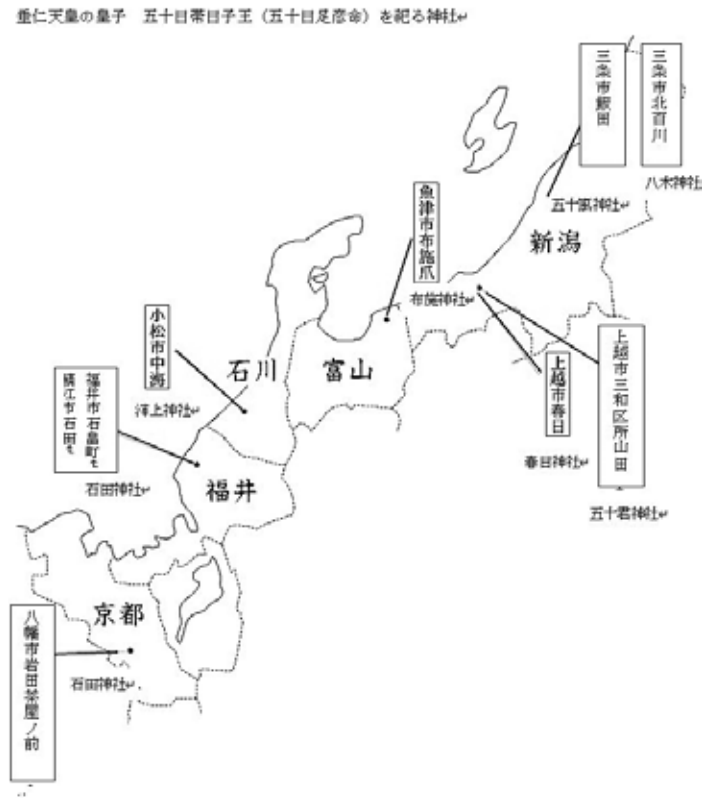 垂仁天皇の皇子　五十日帯日子王（五十日足彦命）を祀る神社↵
三条市北百川
八木神社↵
三条市飯田
五十嵐神社↵
新潟
魚津市布施爪
布施神社↵
上越市三和区所山田
五十君神社↵
上越市春日
春日神社↵
富山
石川
小松市中海
澤上神社↵
福井市石畠町↵
鯖江市石田↵
石田神社↵
福井
京都
八幡市岩田茶屋ノ前
石田神社↵